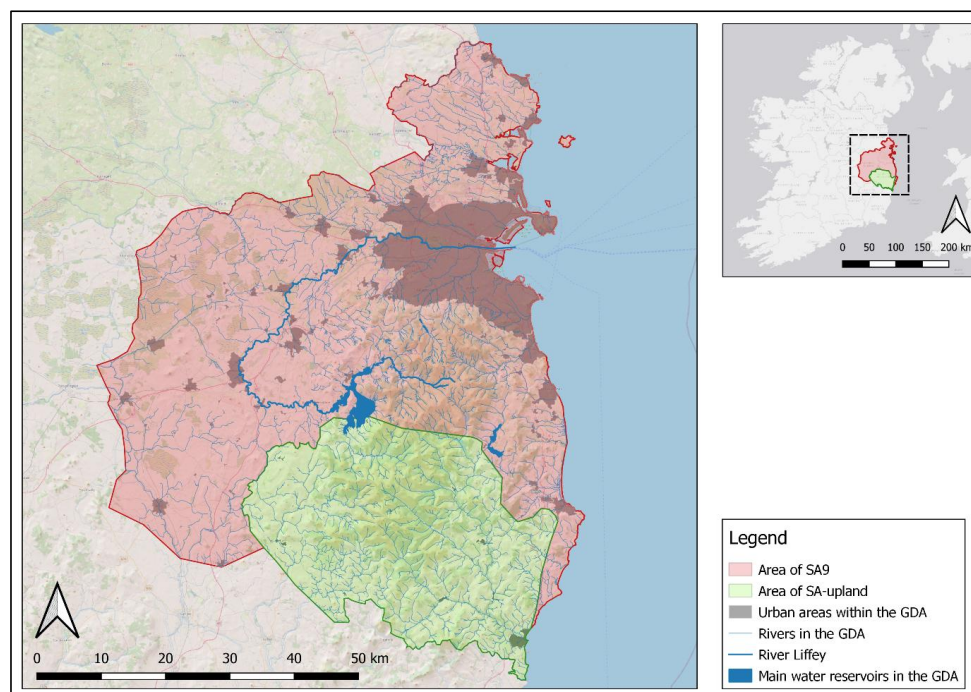 0 50 100 150 200 km
0 10 20 30 40 50 km
Legend
Area of SA9
Area of SA-upland
Urban areas within the GDA
Rivers in the GDA
River Liffey
Main water reservoirs in the GDA